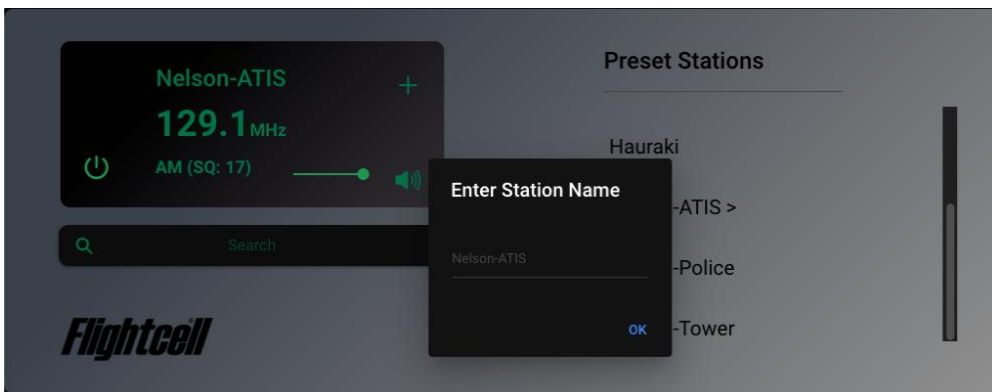 Nelson-ATIS
129.1MHz
AM (SQ: 17)
Search
Flightcell
Preset Stations
Hauraki
-ATIS >
-Police
-Tower
Enter Station Name
Nelson-ATIS
OK